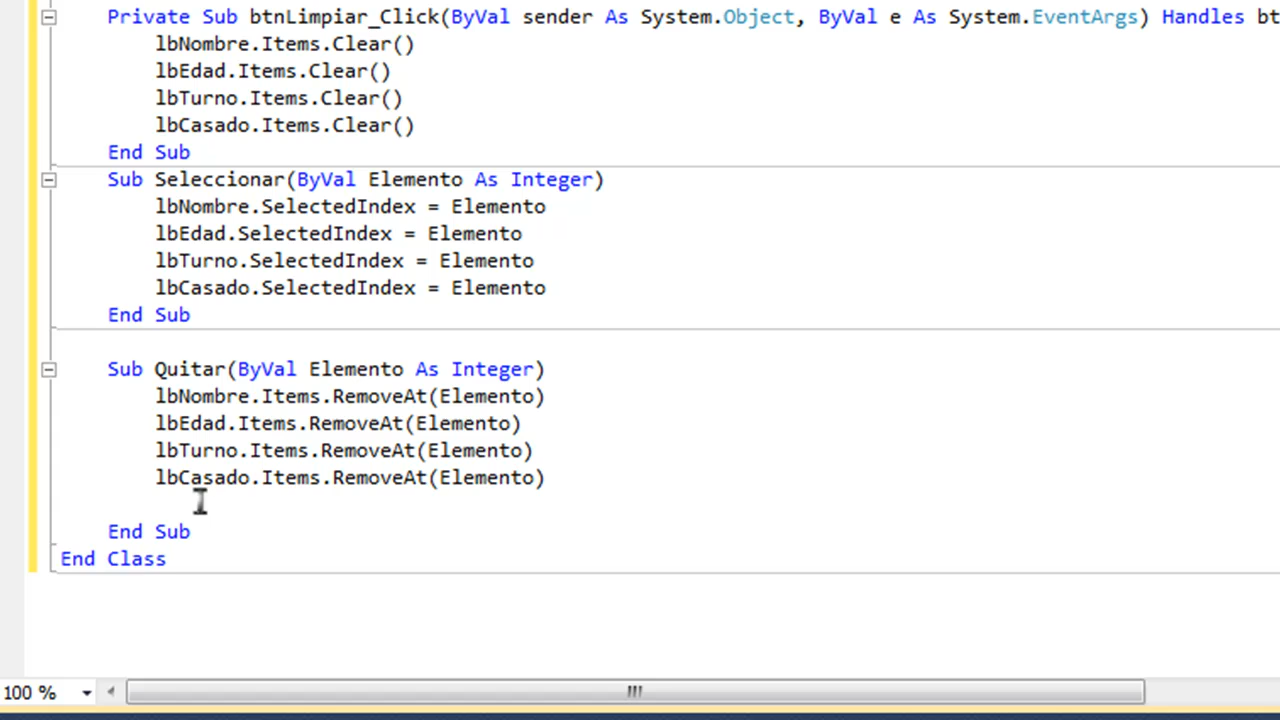 Private Sub btnLimpiar_Click(ByVal sender As System.Object, ByVal e As System.EventArgs) Handles bt
lbNombre.Items.Clear()
lbEdad.Items.Clear()
lbTurno.Items.Clear()
lbCasado.Items.Clear()
End Sub
Sub Seleccionar(ByVal Elemento As Integer)
lbNombre.SelectedIndex = Elemento
lbEdad.SelectedIndex = Elemento
lbTurno.SelectedIndex = Elemento
lbCasado.SelectedIndex = Elemento
End Sub
Sub Quitar(ByVal Elemento As Integer)
lbNombre.Items.RemoveAt(Elemento)
lbEdad.Items.RemoveAt(Elemento)
lbTurno.Items.RemoveAt(Elemento)
lbCasado.Items.RemoveAt(Elemento)
End Sub
End Class
100 %